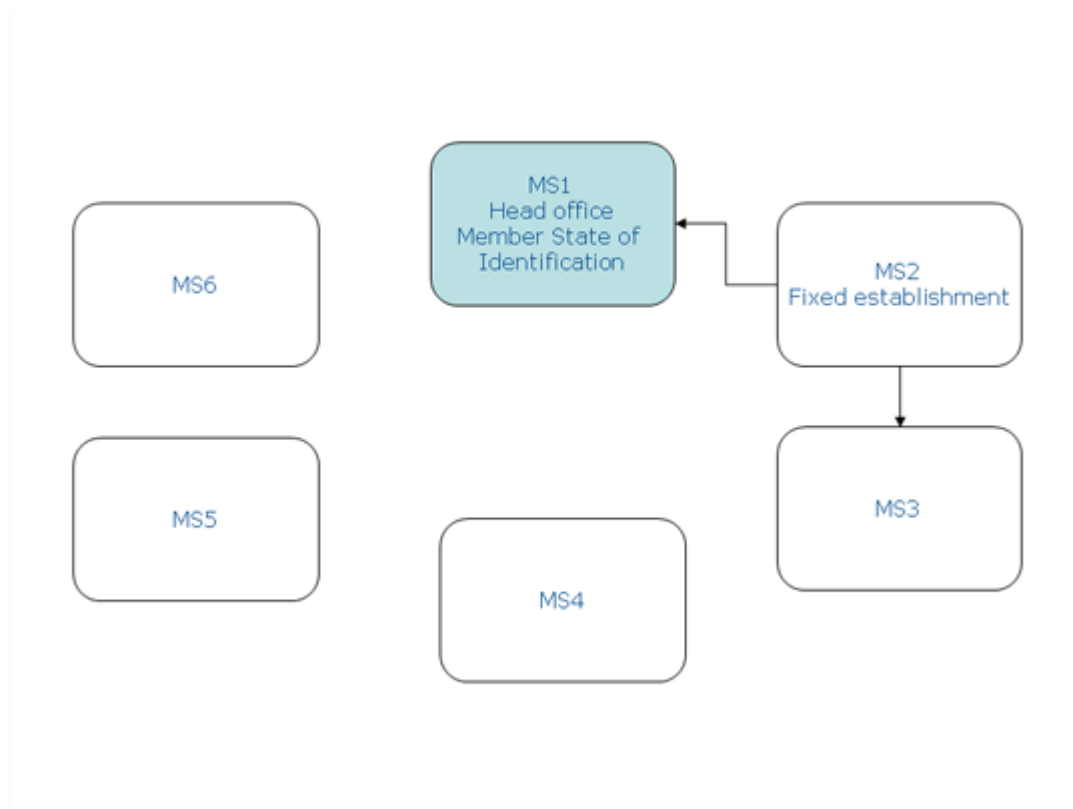 MS1
Head office
Member State of
Identification
MS6
MS2
Fixed establishment
MS5
MS3
MS4